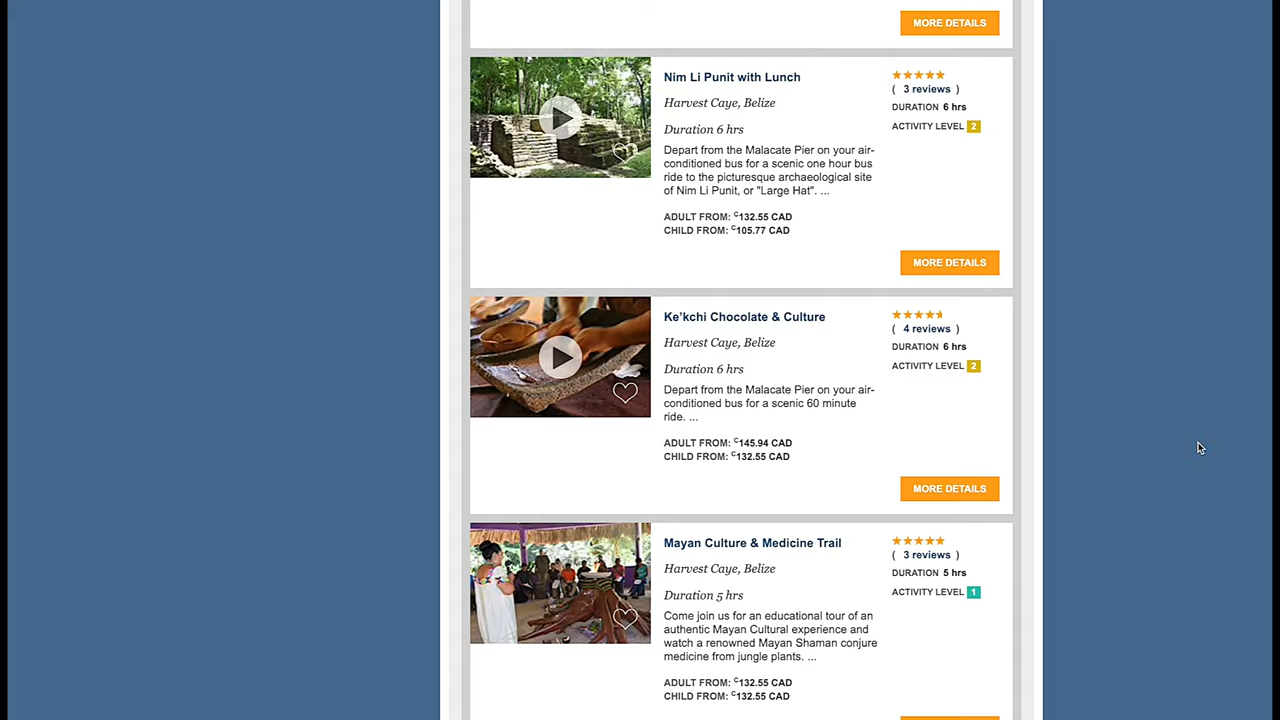 MORE DETAILS
Nim Li Punit with Lunch
Harvest Caye, Belize
Duration 6 hrs
Depart from the Malacate Pier on your air-
conditioned bus for a scenic one hour bus
ride to the picturesque archaeological site
of Nim Li Punit, or "Large Hat". ...
ADULT FROM: C132.55 CAD
CHILD FROM: C105.77 CAD
( 3 reviews )
DURATION 6 hrs
ACTIVITY LEVEL 2
MORE DETAILS
Ke’kchi Chocolate & Culture
Harvest Caye, Belize
Duration 6 hrs
Depart from the Malacate Pier on your air-
conditioned bus for a scenic 60 minute
ride. ...
ADULT FROM: C145.94 CAD
CHILD FROM: C132.55 CAD
( 4 reviews )
DURATION 6 hrs
ACTIVITY LEVEL 2
MORE DETAILS
Mayan Culture & Medicine Trail
Harvest Caye, Belize
Duration 5 hrs
Come join us for an educational tour of an
authentic Mayan Cultural experience and
watch a renowned Mayan Shaman conjure
medicine from jungle plants. ...
ADULT FROM: C132.55 CAD
CHILD FROM: C132.55 CAD
( 3 reviews )
DURATION 5 hrs
ACTIVITY LEVEL 1